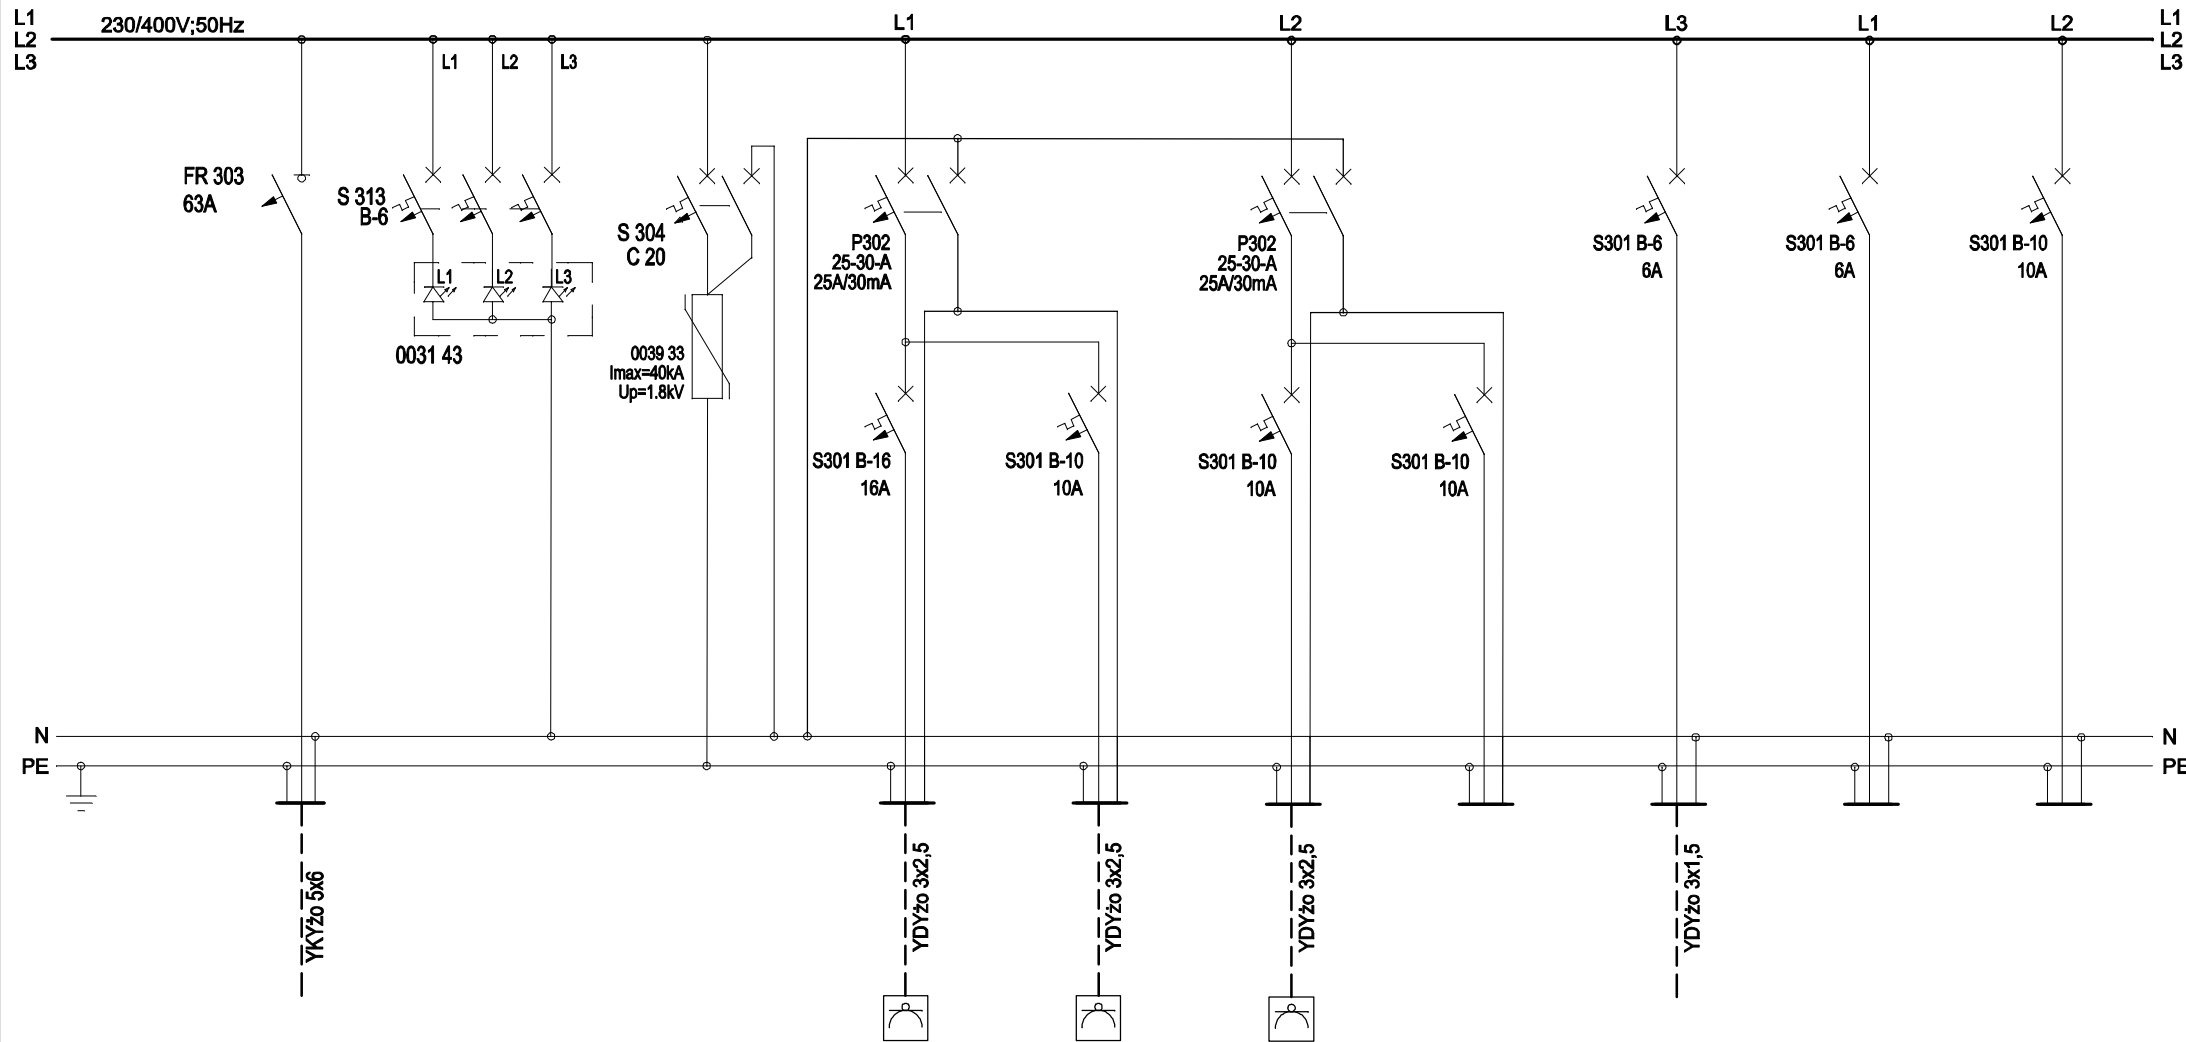 L1
L2
L3
230/400V;50Hz
L1
L2
L3
L1
L2
L1
L2
L3
L1
L2
L3
FR 303
63A
S 313
B-6
L1
L2
L3
0031 43
S 304
C 20
0039 33
Imax=40kA
Up=1.8kV
P302
25-30-A
25A/30mA
P302
25-30-A
25A/30mA
S301 B-6
6A
S301 B-6
6A
S301 B-10
10A
S301 B-16
16A
S301 B-10
10A
S301 B-10
10A
S301 B-10
10A
N
N
PE
PE
YKYżo 5x6
YDYżo 3x2,5
YDYżo 3x2,5
YDYżo 3x2,5
YDYżo 3x1,5